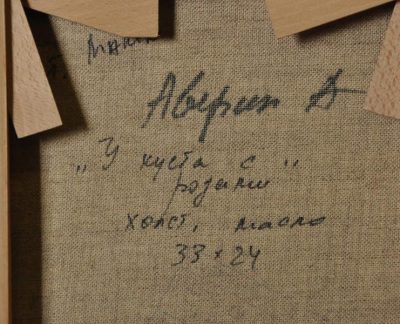 Аверин А
„У куста с"
розами
холст, масло
33×24